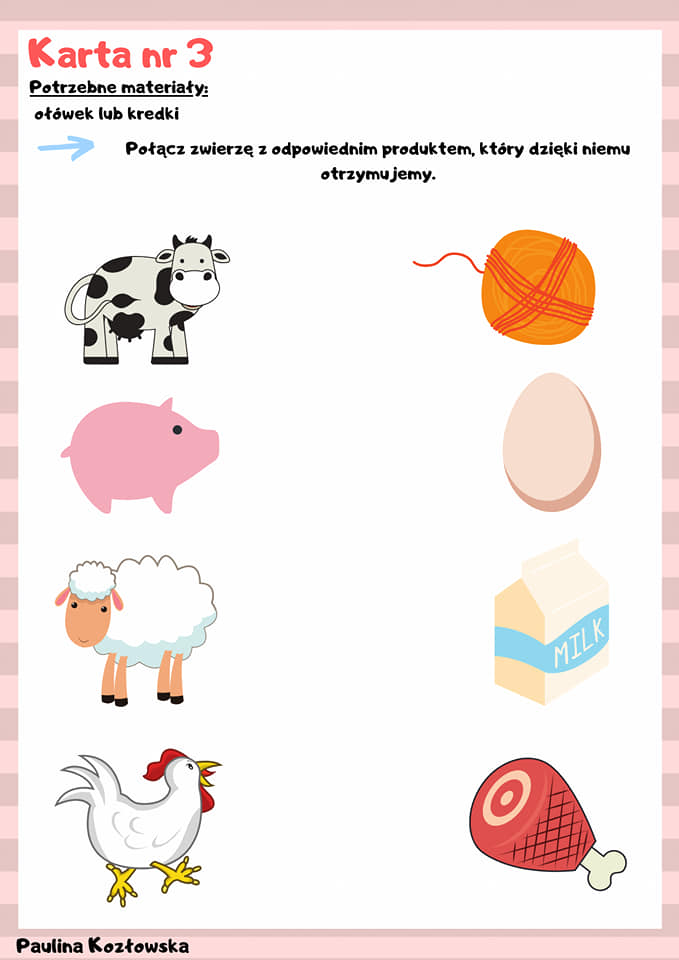 Karta nr 3
Potrzebne materiały:
ołówek lub kredki
Połącz zwierzę z odpowiednim produktem, który dzięki niemu
otrzymujemy.
MILK
Paulina Kozłowska